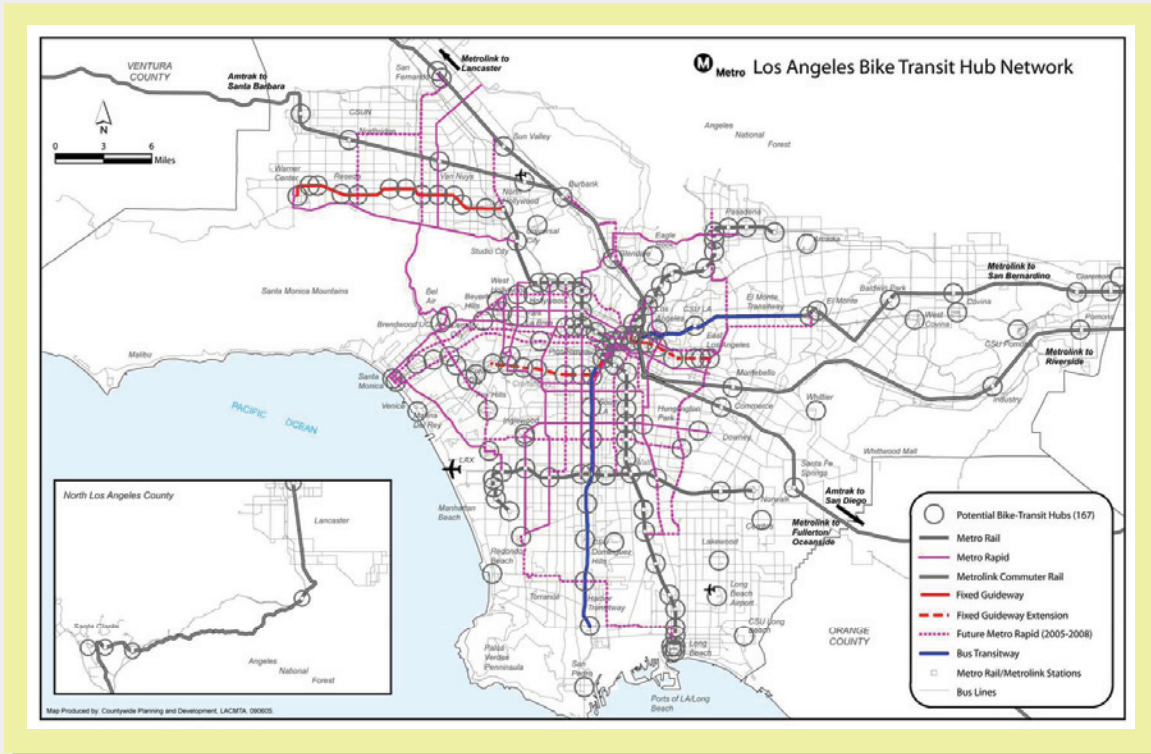 Metro Los Angeles Bike Transit Hub Network
VENTURA
COUNTY
Amtrak to
Santa Barbara
San
Fernando
Metrolink to
Lancaster
N
0 3 6
Miles
CSUN
Northridge
Sun Valley
Angeles
National
Forest
Warner
Center
Reseda
Van Nuys
North
Hollywood
Burbank
Universal
City
Studio City
Eagle
Rock
Glendale
Pasadena
Arcadia
Santa Monica Mountains
Bel
Air
Beverly
Hills
West
Hollywood
Brentwood UCLA
Los
Angeles
CSU LA
El Monte
Transitway
El Monte
Baldwin Park
Metrolink to
San Bernardino
Claremont
Covina
West
Covina
CSU Pomona
Pomona
East
Los Angeles
Metrolink to
Riverside
Malibu
Santa
Monica
Venice
Marina
Del Rey
Montebello
Commerce
Whittier
Industry
PACIFIC
OCEAN
Inglewood
Huntington
Park
Downey
LAX
Santa Fe
Springs
Whittwood Mall
Manhattan
Beach
Norwalk
Amtrak to
San Diego
Metrolink to
Fullerton/
Oceanside
Redondo
Beach
CSU
Dominguez
Hills
Lakewood
Torrance
Harbor
Transitway
Long
Beach
Airport
CSU Long
Beach
ORANGE
COUNTY
Palos
Verdes
Peninsula
San
Pedro
Long
Beach
Ports of LA/Long
Beach
North Los Angeles County
Lancaster
Santa Clarita
Angeles
National
Forest
Potential Bike-Transit Hubs (167)
Metro Rail
Metro Rapid
Metrolink Commuter Rail
Fixed Guideway
Fixed Guideway Extension
Future Metro Rapid (2005-2008)
Bus Transitway
Metro Rail/Metrolink Stations
Bus Lines
Map Produced by: Countywide Planning and Development, LACMTA. 090605.